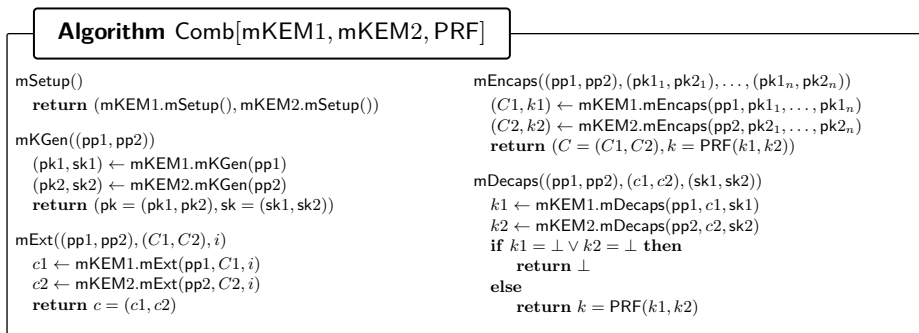 Algorithm Comb[mKEM1, mKEM2, PRF]
mSetup()
return (mKEM1.mSetup(), mKEM2.mSetup())
mKGen((pp1, pp2))
(pk1, sk1) ← mKEM1.mKGen(pp1)
(pk2, sk2) ← mKEM2.mKGen(pp2)
return (pk = (pk1, pk2), sk = (sk1, sk2))
mExt((pp1, pp2), (C1, C2), i)
c1 ← mKEM1.mExt(pp1, C1, i)
c2 ← mKEM2.mExt(pp2, C2, i)
return c = (c1, c2)
mEncaps((pp1, pp2), (pk1₁, pk2₁), . . . , (pk1ₙ, pk2ₙ))
(C1, k1) ← mKEM1.mEncaps(pp1, pk1₁, . . . , pk1ₙ)
(C2, k2) ← mKEM2.mEncaps(pp2, pk2₁, . . . , pk2ₙ)
return (C = (C1, C2), k = PRF(k1, k2))
mDecaps((pp1, pp2), (c1, c2), (sk1, sk2))
k1 ← mKEM1.mDecaps(pp1, c1, sk1)
k2 ← mKEM2.mDecaps(pp2, c2, sk2)
if k1 = ⊥ ∨ k2 = ⊥ then
return ⊥
else
return k = PRF(k1, k2)